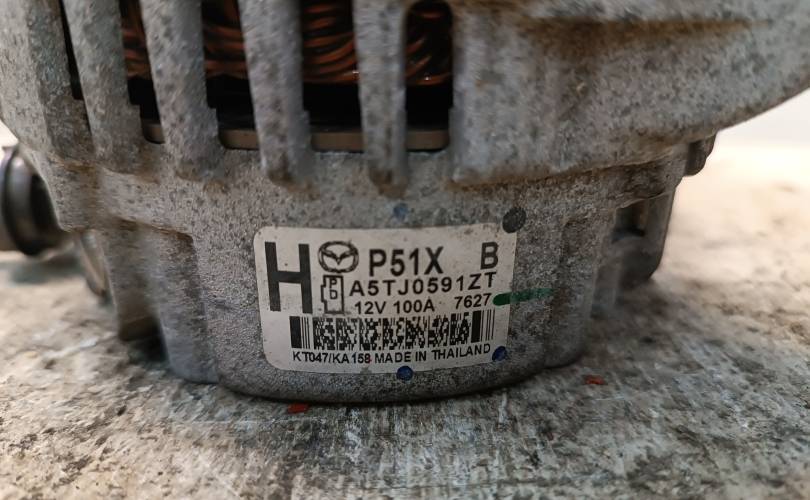 H P51X B
A5TJ0591ZT
12V 100A 7627
KT047/KA158 MADE IN THAILAND